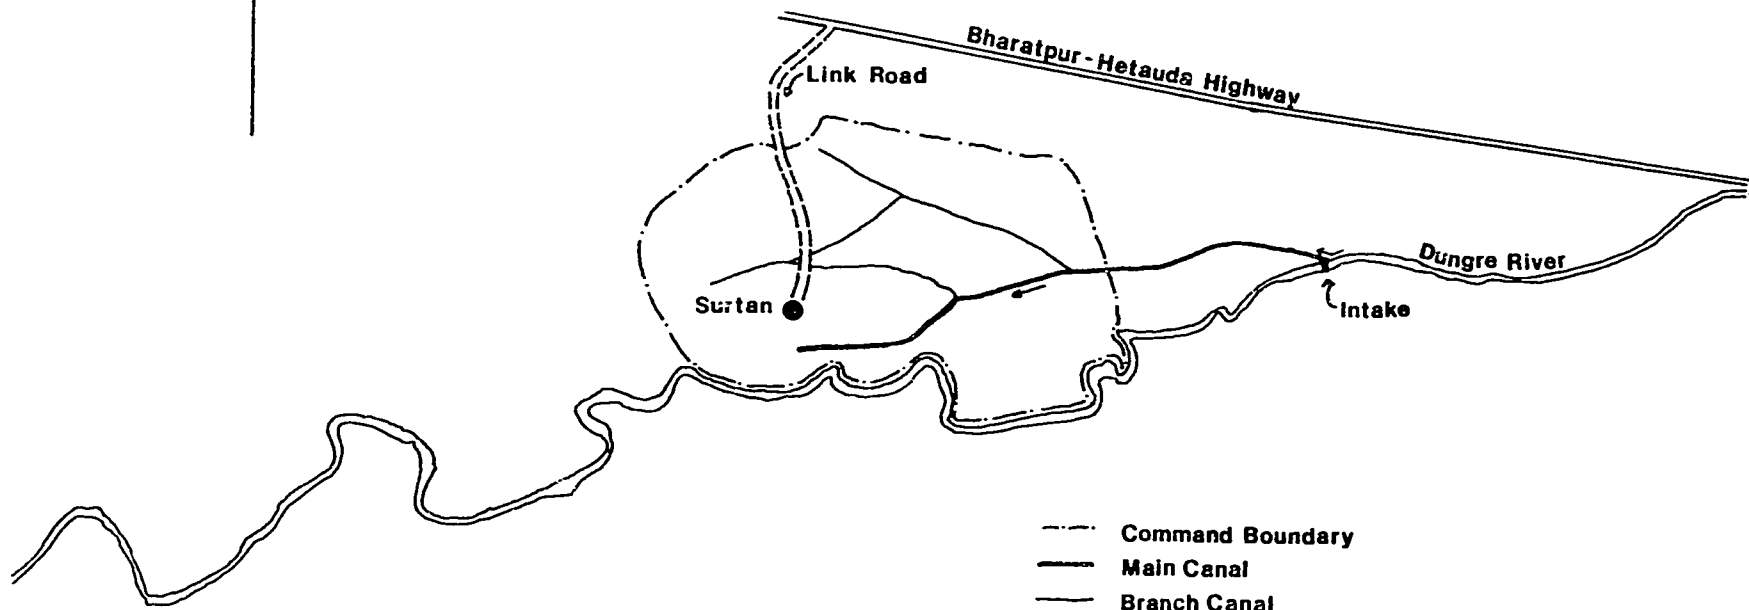 Bharatpur-Hetauda Highway
Link Road
Dungre River
Surtan
Intake
Command Boundary
Main Canal
Branch Canal